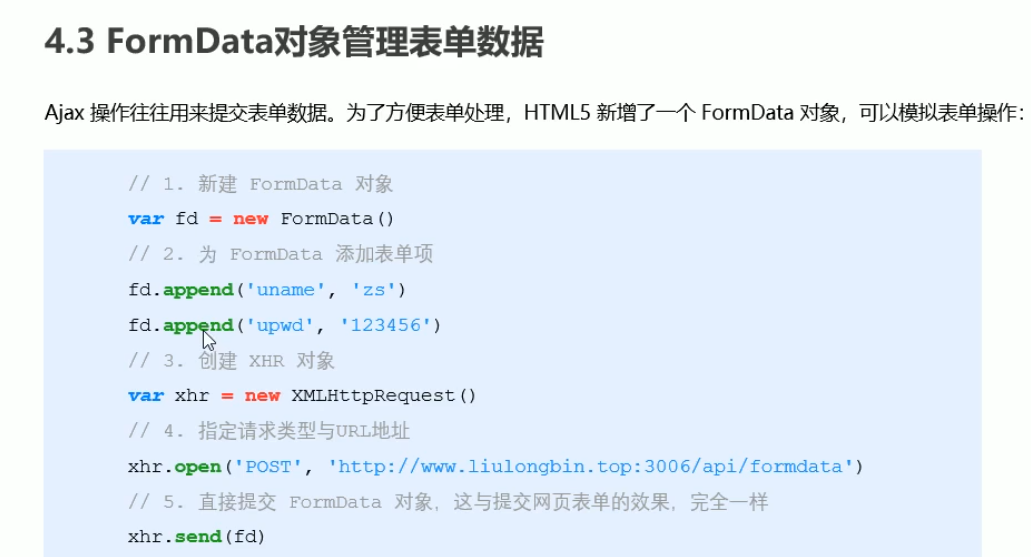 4.3 FormData对象管理表单数据
Ajax 操作往往用来提交表单数据。为了方便表单处理，HTML5 新增了一个 FormData 对象，可以模拟表单操作：
// 1. 新建 FormData 对象
var fd = new FormData()
// 2. 为 FormData 添加表单项
fd.append('uname', 'zs')
fd.append('upwd', '123456')
// 3. 创建 XHR 对象
var xhr = new XMLHttpRequest()
// 4. 指定请求类型与URL地址
xhr.open('POST', 'http://www.liulongbin.top:3006/api/formdata')
// 5. 直接提交 FormData 对象，这与提交网页表单的效果，完全一样
xhr.send(fd)